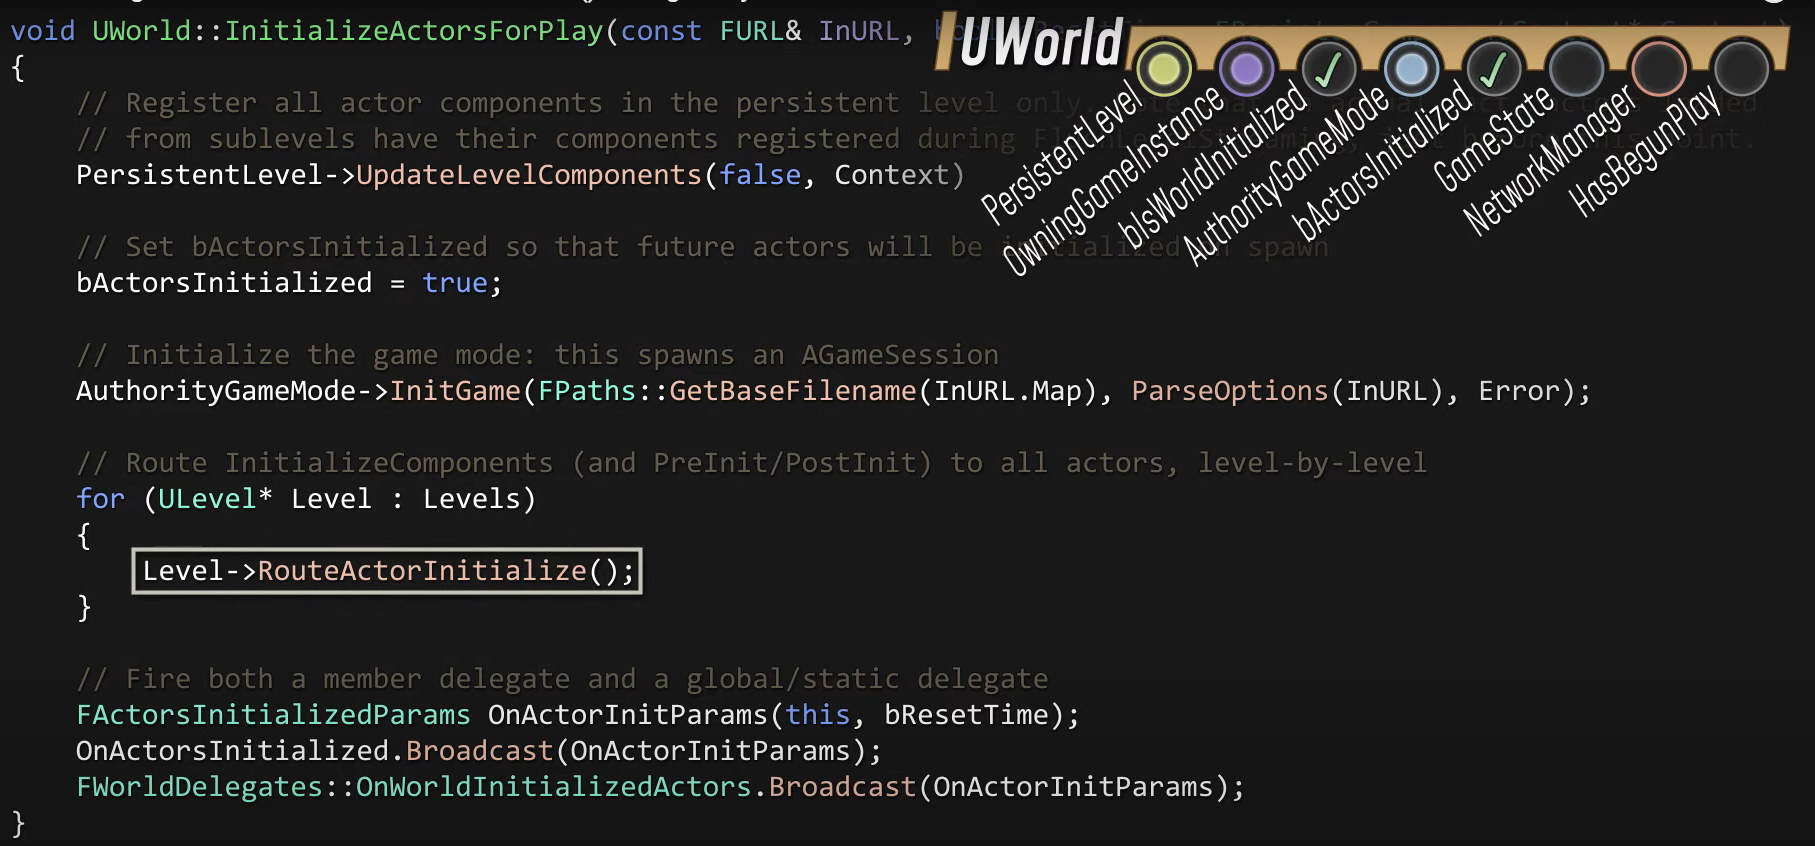 void UWorld::InitializeActorsForPlay(const FURL& InURL,
{
// Register all actor components in the persistent level only.
// from sublevels have their components registered during
PersistentLevel->UpdateLevelComponents(false, Context)
// Set bActorsInitialized so that future actors will be initialized on spawn
bActorsInitialized = true;
// Initialize the game mode: this spawns an AGameSession
AuthorityGameMode->InitGame(FPaths::GetBaseFilename(InURL.Map), ParseOptions(InURL), Error);
// Route InitializeComponents (and PreInit/PostInit) to all actors, level-by-level
for (ULevel* Level : Levels)
{
Level->RouteActorInitialize();
}
// Fire both a member delegate and a global/static delegate
FActorsInitializedParams OnActorInitParams(this, bResetTime);
OnActorsInitialized.Broadcast(OnActorInitParams);
FWorldDelegates::OnWorldInitializedActors.Broadcast(OnActorInitParams);
}
UWorld
PersistentLevel
OwningGameInstance
bIsWorldInitialized
AuthorityGameMode
bActorsInitialized
GameState
NetworkManager
HasBegunPlay